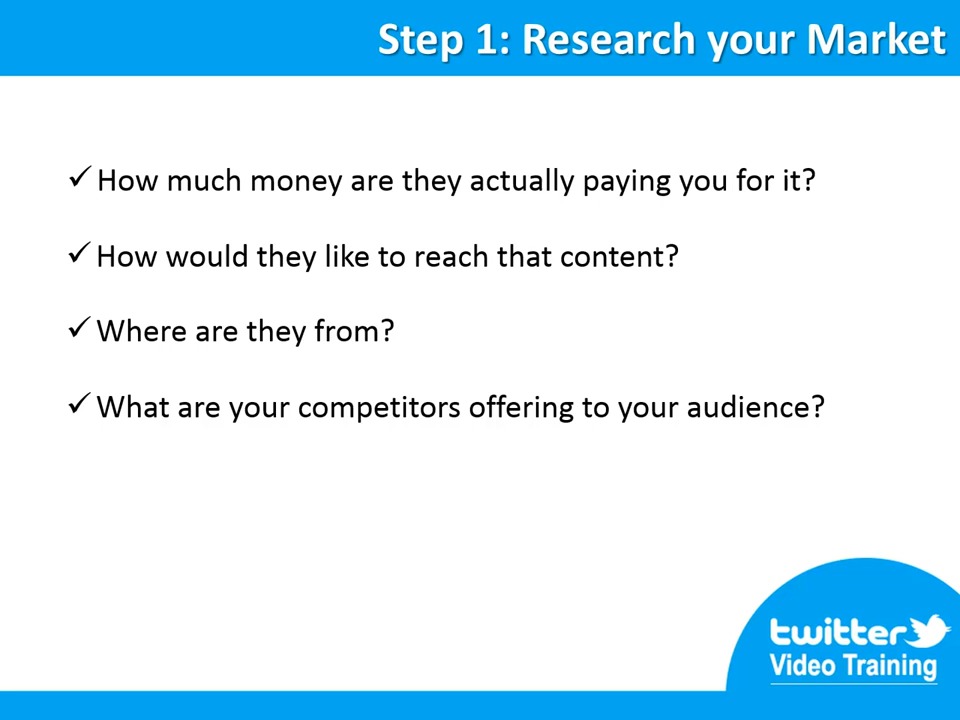 Step 1: Research your Market
✓ How much money are they actually paying you for it?
✓ How would they like to reach that content?
✓ Where are they from?
✓ What are your competitors offering to your audience?
twitter
Video Training